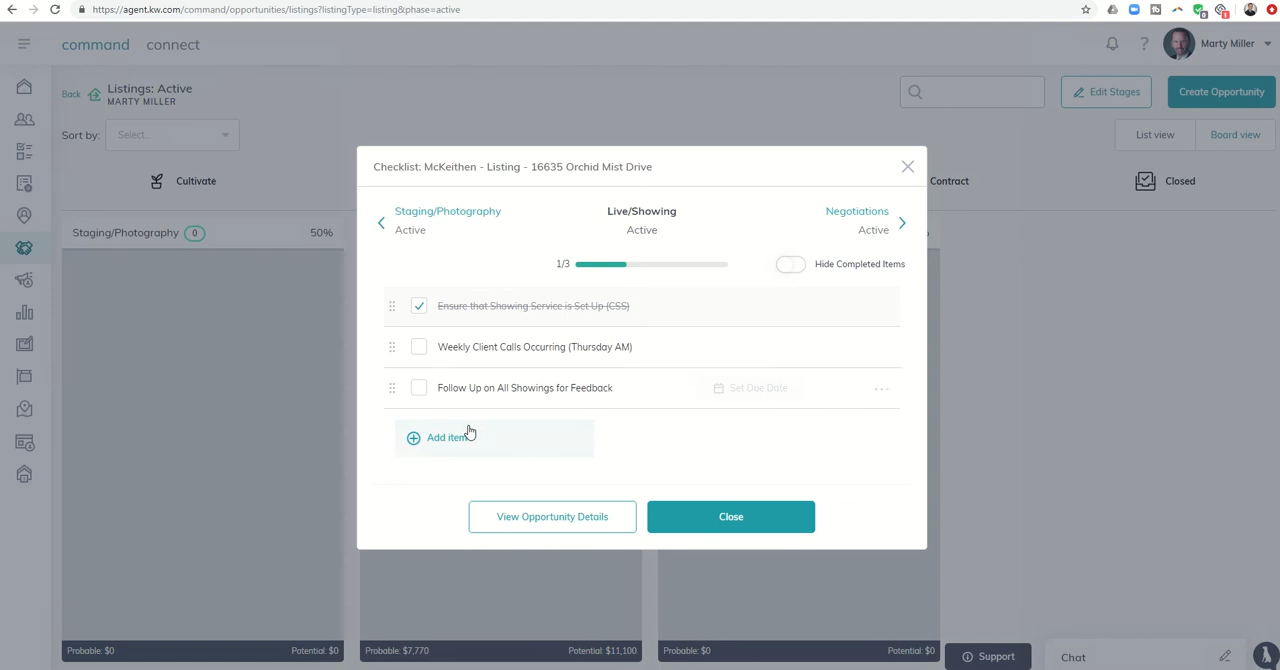 https://agent.kw.com/command/opportunities/listings?listingType=listing&phase=active
command connect
Marty Miller
Back
Listings: Active
MARTY MILLER
Edit Stages
Create Opportunity
Sort by:
Select...
List view
Board view
Cultivate
Contract
Closed
Staging/Photography 0 50%
Checklist: McKeithen - Listing - 16635 Orchid Mist Drive
Staging/Photography
Active
Live/Showing
Active
Negotiations
Active
1/3
Hide Completed Items
Ensure that Showing Service is Set Up (CSS)
Weekly Client Calls Occurring (Thursday AM)
Follow Up on All Showings for Feedback
Set Due Date
Add item
View Opportunity Details
Close
Probable: $0 Potential: $0
Probable: $7,770 Potential: $11,100
Probable: $0 Potential: $0
Support
Chat